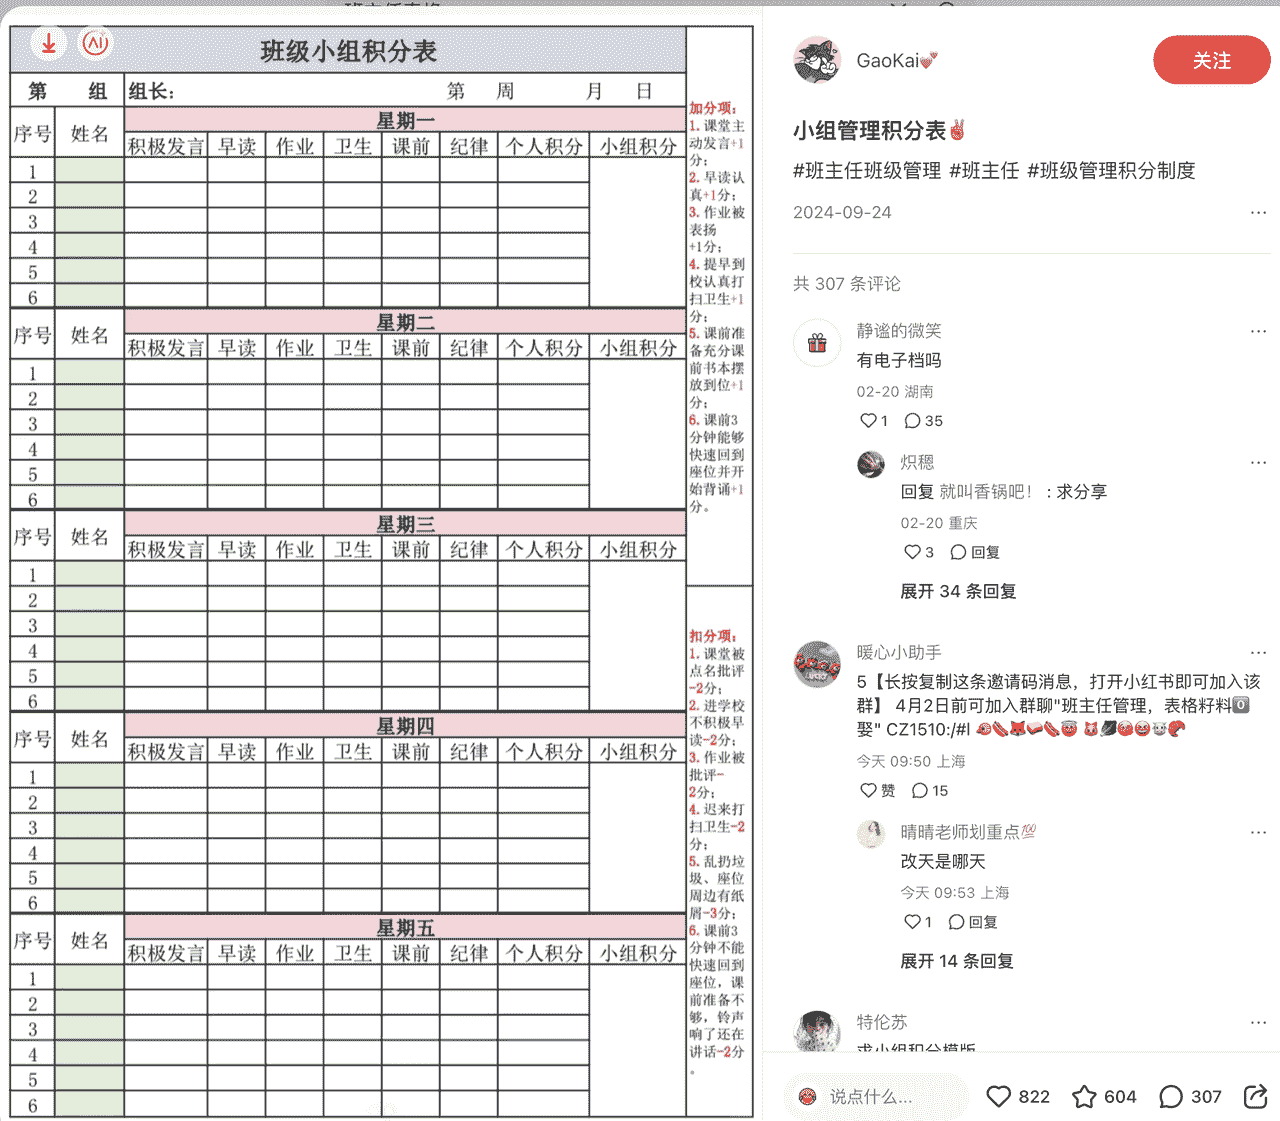 班级小组积分表
第 组 组长： 第 周 月 日
序号 姓名 星期一
积极发言 早读 作业 卫生 课前 纪律 个人积分 小组积分
1
2
3
4
5
6
序号 姓名 星期二
积极发言 早读 作业 卫生 课前 纪律 个人积分 小组积分
1
2
3
4
5
6
序号 姓名 星期三
积极发言 早读 作业 卫生 课前 纪律 个人积分 小组积分
1
2
3
4
5
6
序号 姓名 星期四
积极发言 早读 作业 卫生 课前 纪律 个人积分 小组积分
1
2
3
4
5
6
序号 姓名 星期五
积极发言 早读 作业 卫生 课前 纪律 个人积分 小组积分
1
2
3
4
5
6
加分项：
1.课堂主
动发言+1
分；
2.早读认
真+1分；
3.作业被
表扬
+1分；
4.提早到
校认真打
扫卫生+1
分；
5.课前准
备充分课
前书本摆
放到位+1
分；
6.课前3
分钟能够
快速回到
座位并开
始背诵+1
分。
扣分项：
1.课堂被
点名批评
-2分；
2.进学校
不积极早
读-2分；
3.作业被
批评-
2分；
4.迟来打
扫卫生-2
分；
5.乱扔垃
圾、座位
周边有纸
屑-3分；
6.课前3
分钟不能
快速回到
座位，课
前准备不
够，铃声
响了还在
讲话-2分
。
AI
GaoKai💕
关注
小组管理积分表✌
#班主任班级管理 #班主任 #班级管理积分制度
2024-09-24
共 307 条评论
静谧的微笑
有电子档吗
02-20 湖南
1 35
炽穗
回复 就叫香锅吧！：求分享
02-20 重庆
3 回复
展开 34 条回复
暖心小助手
5【长按复制这条邀请码消息，打开小红书即可加入该
群】 4月2日前可加入群聊"班主任管理，表格籽料0️⃣
娶" CZ1510:/#l
今天 09:50 上海
赞 15
晴晴老师划重点💯
改天是哪天
今天 09:53 上海
1 回复
展开 14 条回复
特伦苏
求小组积分模版
说点什么...
822 604 307